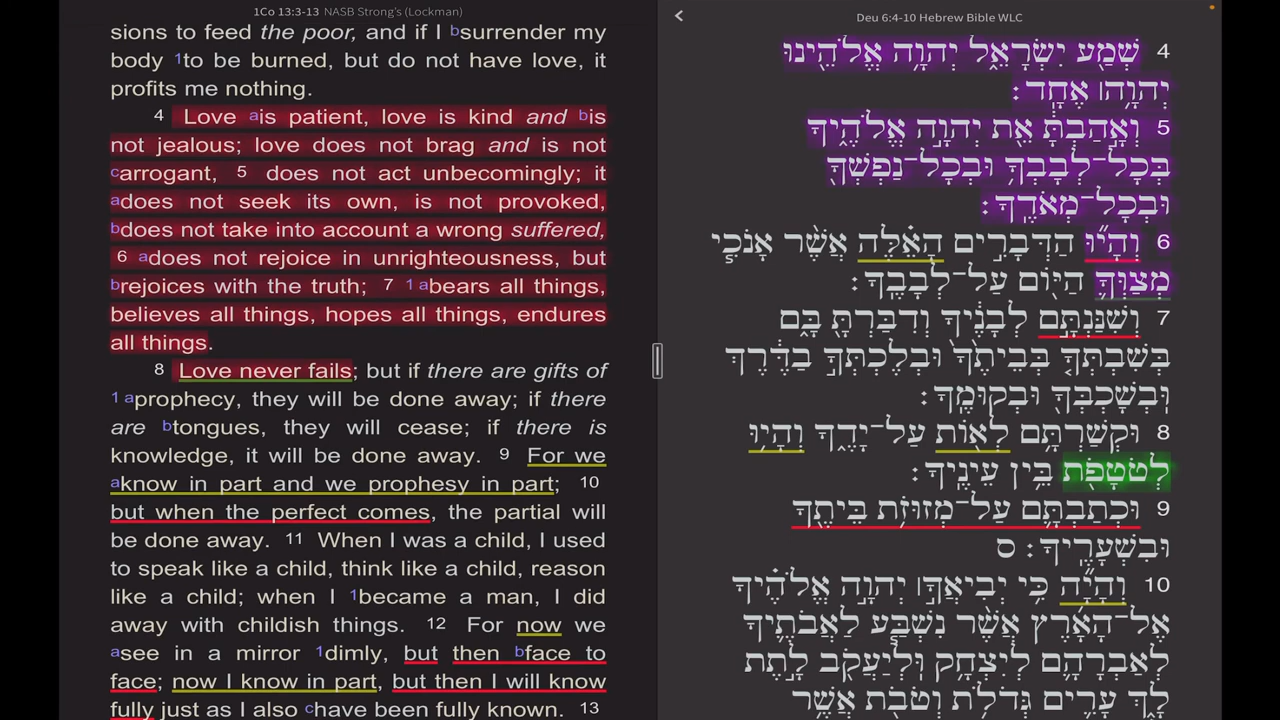 1Co 13:3-13 NASB Strong's (Lockman)
sions to feed the poor, and if I bsurrender my
body 1to be burned, but do not have love, it
profits me nothing.
4 Love ais patient, love is kind and bis
not jealous; love does not brag and is not
carrogant, 5 does not act unbecomingly; it
adoes not seek its own, is not provoked,
bdoes not take into account a wrong suffered,
6 adoes not rejoice in unrighteousness, but
brejoices with the truth; 7 1 abears all things,
believes all things, hopes all things, endures
all things.
8 Love never fails; but if there are gifts of
1 aprophecy, they will be done away; if there
are btongues, they will cease; if there is
knowledge, it will be done away. 9 For we
aknow in part and we prophesy in part; 10
but when the perfect comes, the partial will
be done away. 11 When I was a child, I used
to speak like a child, think like a child, reason
like a child; when I 1became a man, I did
away with childish things. 12 For now we
asee in a mirror 1dimly, but then bface to
face; now I know in part, but then I will know
fully just as I also chave been fully known. 13
Deu 6:4-10 Hebrew Bible WLC
4 שְׁמַ֖ע יִשְׂרָאֵ֑ל יְהוָ֥ה אֱלֹהֵ֖ינוּ
יְהוָ֥ה׀ אֶחָֽד׃
5 וְאָ֣הַבְתָּ֔ אֵ֖ת יְהוָ֣ה אֱלֹהֶ֑יךָ
בְּכָל־לְבָבְךָ֥ וּבְכָל־נַפְשְׁךָ֖
וּבְכָל־מְאֹדֶֽךָ׃
6 וְהָי֞וּ הַדְּבָרִ֣ים הָאֵ֗לֶּה אֲשֶׁ֨ר אָנֹכִ֧י
מְצַוְּךָ֛ הַיּ֖וֹם עַל־לְבָבֶֽךָ׃
7 וְשִׁנַּנְתָּ֣ם לְבָנֶ֔יךָ וְדִבַּרְתָּ֖ בָּ֑ם
בְּשִׁבְתְּךָ֤ בְּבֵיתֶ֙ךָ֙ וּבְלֶכְתְּךָ֣ בַדֶּ֔רֶךְ
וּֽבְשָׁכְבְּךָ֖ וּבְקוּמֶֽךָ׃
8 וּקְשַׁרְתָּ֥ם לְא֖וֹת עַל־יָדֶ֑ךָ וְהָי֥וּ
לְטֹטָפֹ֖ת בֵּ֥ין עֵינֶֽיךָ׃
9 וּכְתַבְתָּ֛ם עַל־מְזוּזֹ֥ת בֵּיתֶ֖ךָ
וּבִשְׁעָרֶֽיךָ׃ ס
10 וְהָיָ֞ה כִּ֥י יְבִיאֲךָ֣׀ יְהוָ֣ה אֱלֹהֶ֗יךָ
אֶל־הָאָ֜רֶץ אֲשֶׁ֨ר נִשְׁבַּ֧ע לַאֲבֹתֶ֛יךָ
לְאַבְרָהָ֛ם לְיִצְחָ֥ק וּֽלְיַעֲקֹ֖ב לָ֣תֶת
לָ֑ךְ עָרִ֛ים גְּדֹלֹ֥ת וְטֹבֹ֖ת אֲשֶׁ֥ר